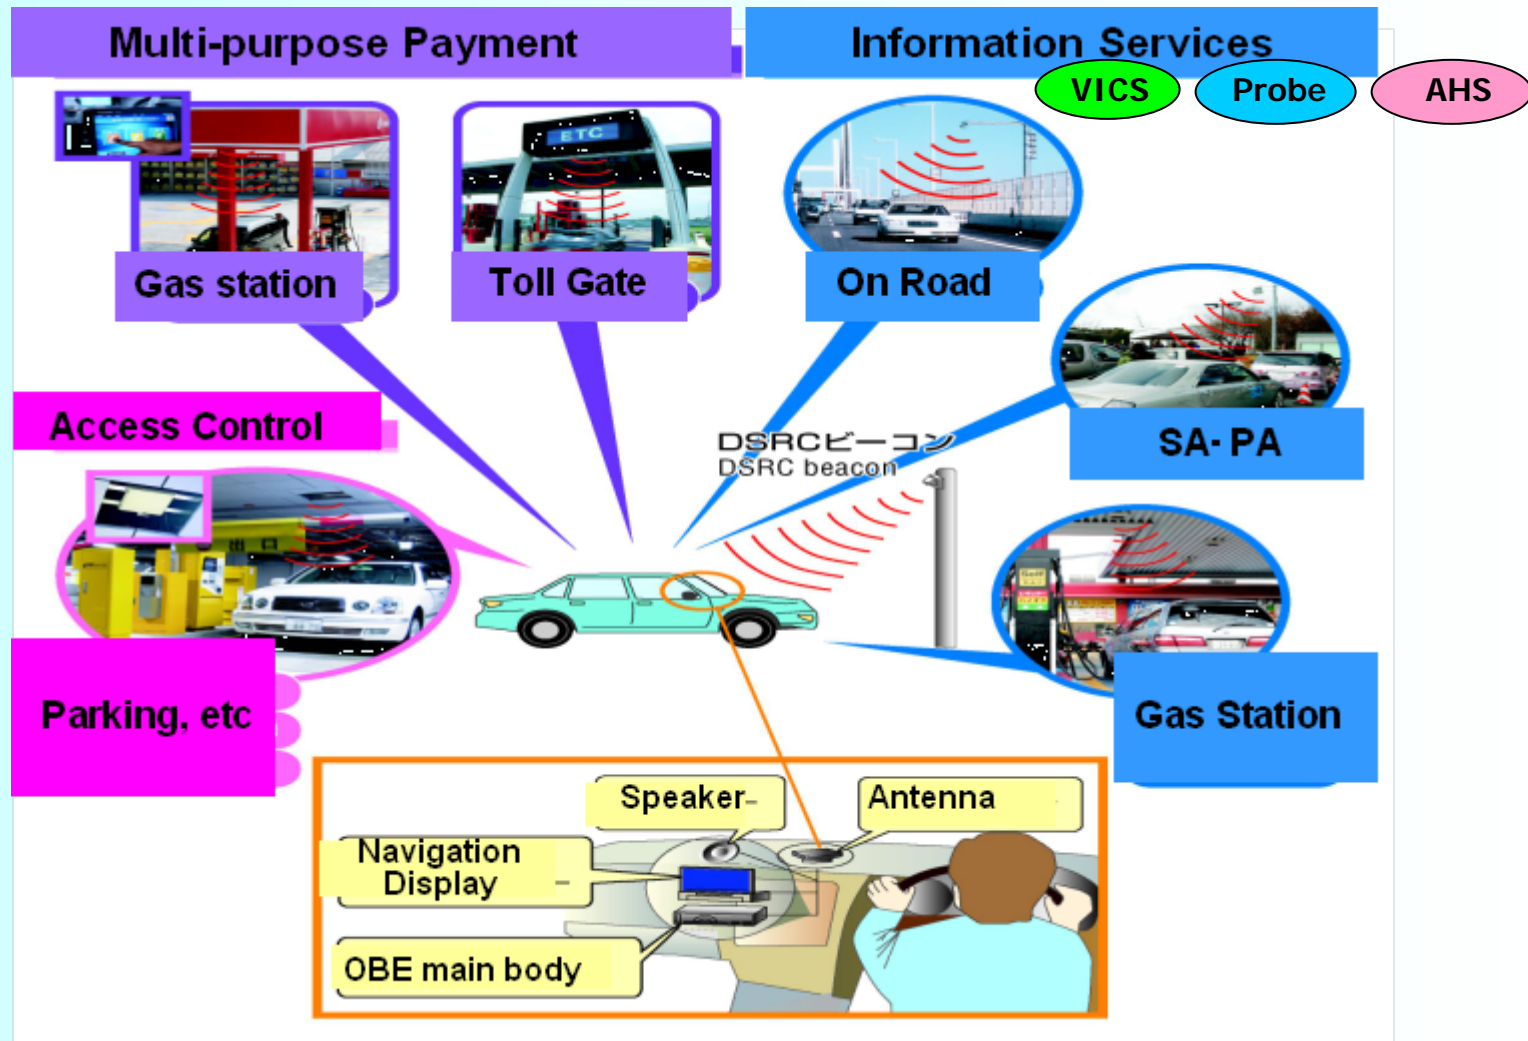 Multi-purpose Payment
Information Services
VICS
Probe
AHS
ETC
Gas station
Toll Gate
On Road
Access Control
SA- PA
DSRCビーコン
DSRC beacon
出口
Parking, etc
Gas Station
Speaker
Antenna
Navigation
Display
OBE main body